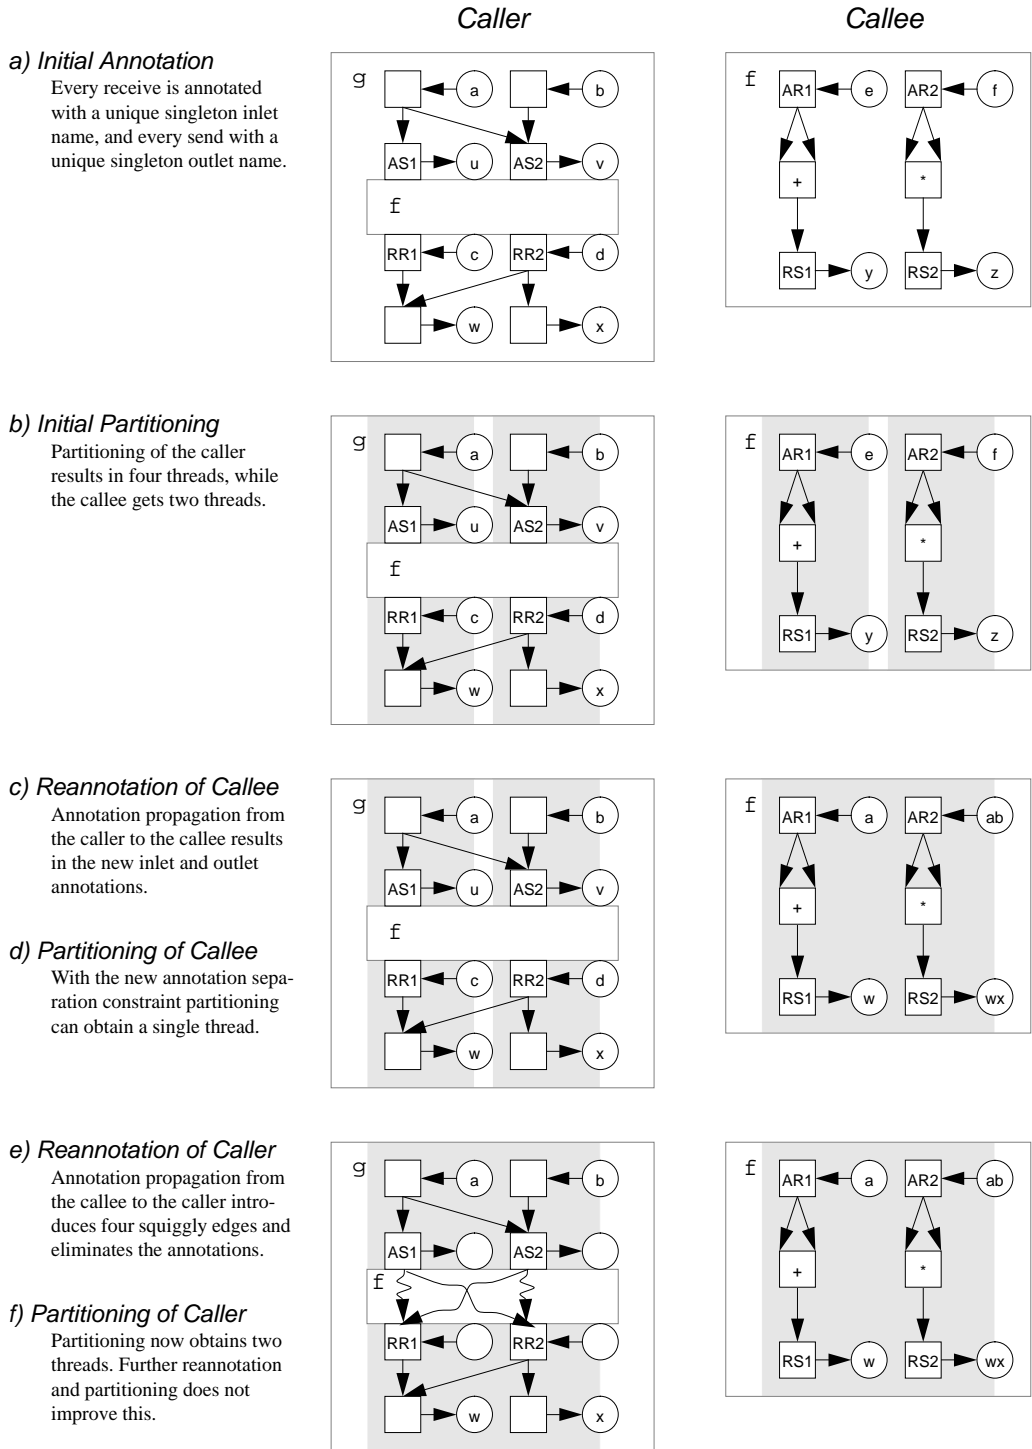 Caller
Callee
a) Initial Annotation
Every receive is annotated
with a unique singleton inlet
name, and every send with a
unique singleton outlet name.
g
a
b
AS1
u
AS2
v
f
RR1
c
RR2
d
w
x
f
AR1
e
AR2
f
+
*
RS1
y
RS2
z
b) Initial Partitioning
Partitioning of the caller
results in four threads, while
the callee gets two threads.
g
a
b
AS1
u
AS2
v
f
RR1
c
RR2
d
w
x
f
AR1
e
AR2
f
+
*
RS1
y
RS2
z
c) Reannotation of Callee
Annotation propagation from
the caller to the callee results
in the new inlet and outlet
annotations.
d) Partitioning of Callee
With the new annotation sepa-
ration constraint partitioning
can obtain a single thread.
g
a
b
AS1
u
AS2
v
f
RR1
c
RR2
d
w
x
f
AR1
a
AR2
ab
+
*
RS1
w
RS2
wx
e) Reannotation of Caller
Annotation propagation from
the callee to the caller intro-
duces four squiggly edges and
eliminates the annotations.
f) Partitioning of Caller
Partitioning now obtains two
threads. Further reannotation
and partitioning does not
improve this.
g
a
b
AS1
AS2
f
RR1
RR2
w
x
f
AR1
a
AR2
ab
+
*
RS1
w
RS2
wx